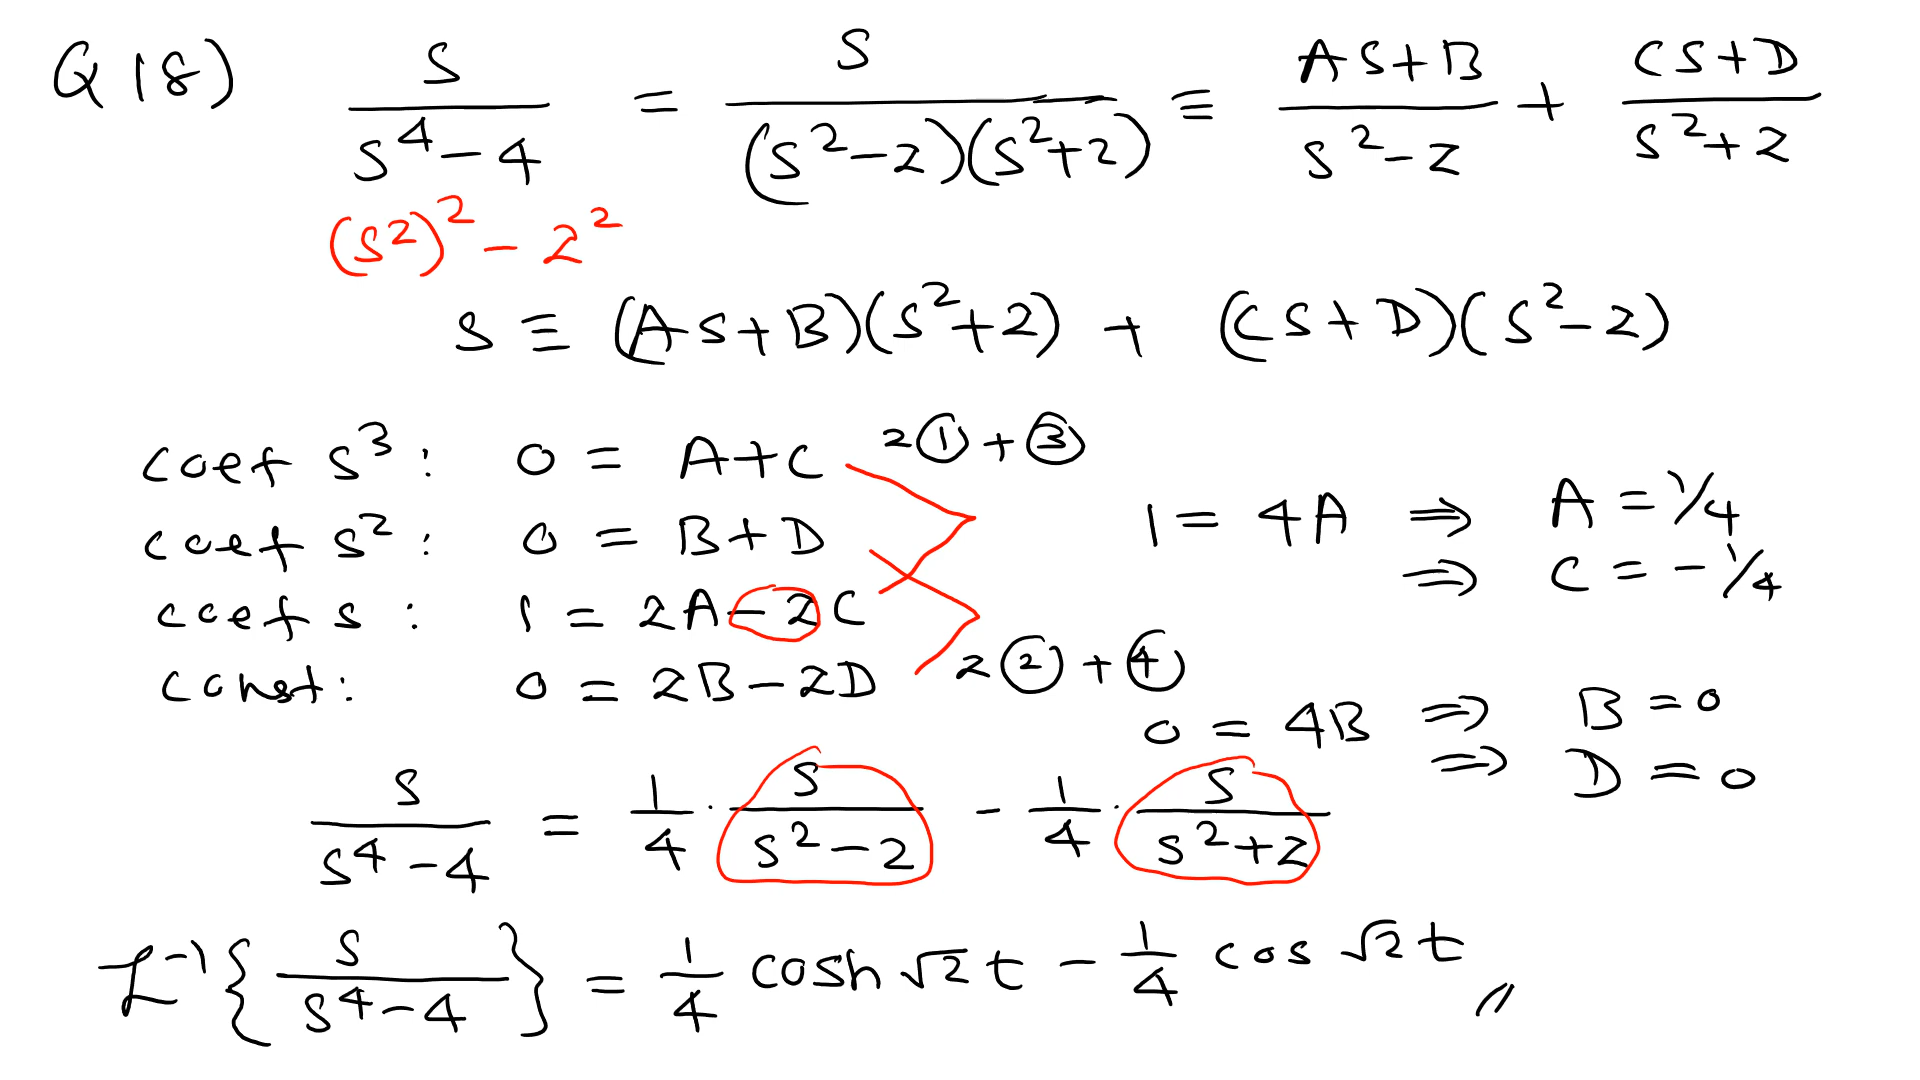 Q18) s/(s⁴-4) = s/((s²-2)(s²+2)) ≡ (As+B)/(s²-2) + (Cs+D)/(s²+2)
(s²)² - 2²
s ≡ (As+B)(s²+2) + (Cs+D)(s²-2)
coef s³: 0 = A+C 2①+③
coef s²: 0 = B+D 1 = 4A ⇒ A = 1/4
coef s: 1 = 2A-2C ⇒ C = -1/4
const: 0 = 2B-2D 2②+④
0 = 4B ⇒ B = 0
⇒ D = 0
s/(s⁴-4) = 1/4 · s/(s²-2) - 1/4 · s/(s²+2)
ℒ⁻¹{s/(s⁴-4)} = 1/4 cosh √2 t - 1/4 cos √2 t //